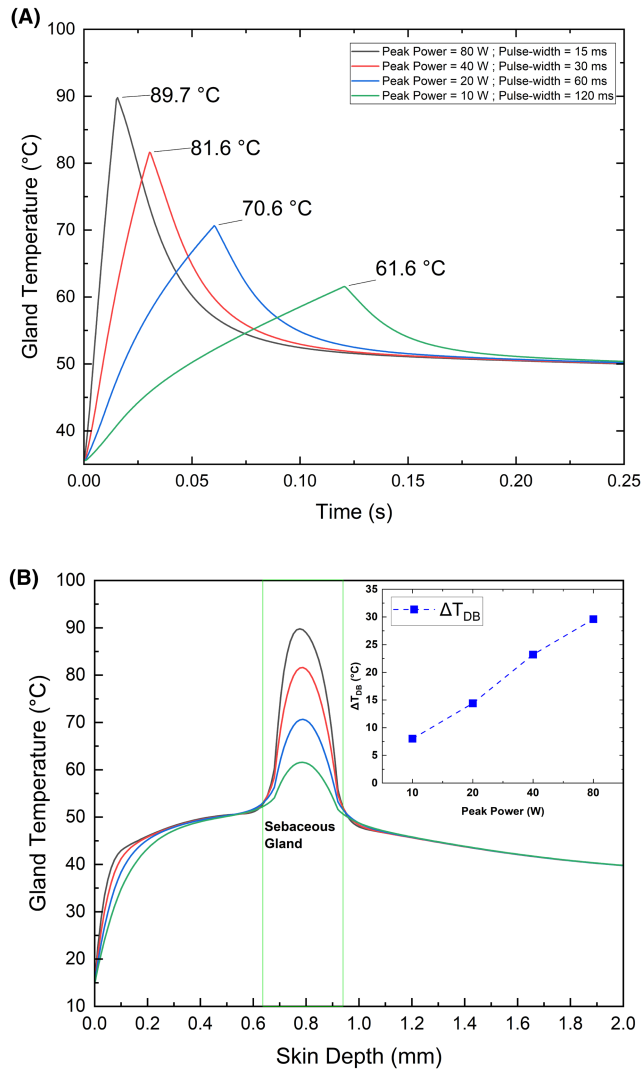 (A)
Peak Power = 80 W ; Pulse-width = 15 ms
Peak Power = 40 W ; Pulse-width = 30 ms
Peak Power = 20 W ; Pulse-width = 60 ms
Peak Power = 10 W ; Pulse-width = 120 ms
100
90
80
70
60
50
40
Gland Temperature (°C)
89.7 °C
81.6 °C
70.6 °C
61.6 °C
0.00
0.05
0.10
0.15
0.20
0.25
Time (s)
(B)
100
90
80
70
60
50
40
30
20
10
Gland Temperature (°C)
Sebaceous
Gland
35
30
25
20
15
10
5
0
ΔT_DB (°C)
ΔT_DB
10
20
40
80
Peak Power (W)
0.0
0.2
0.4
0.6
0.8
1.0
1.2
1.4
1.6
1.8
2.0
Skin Depth (mm)